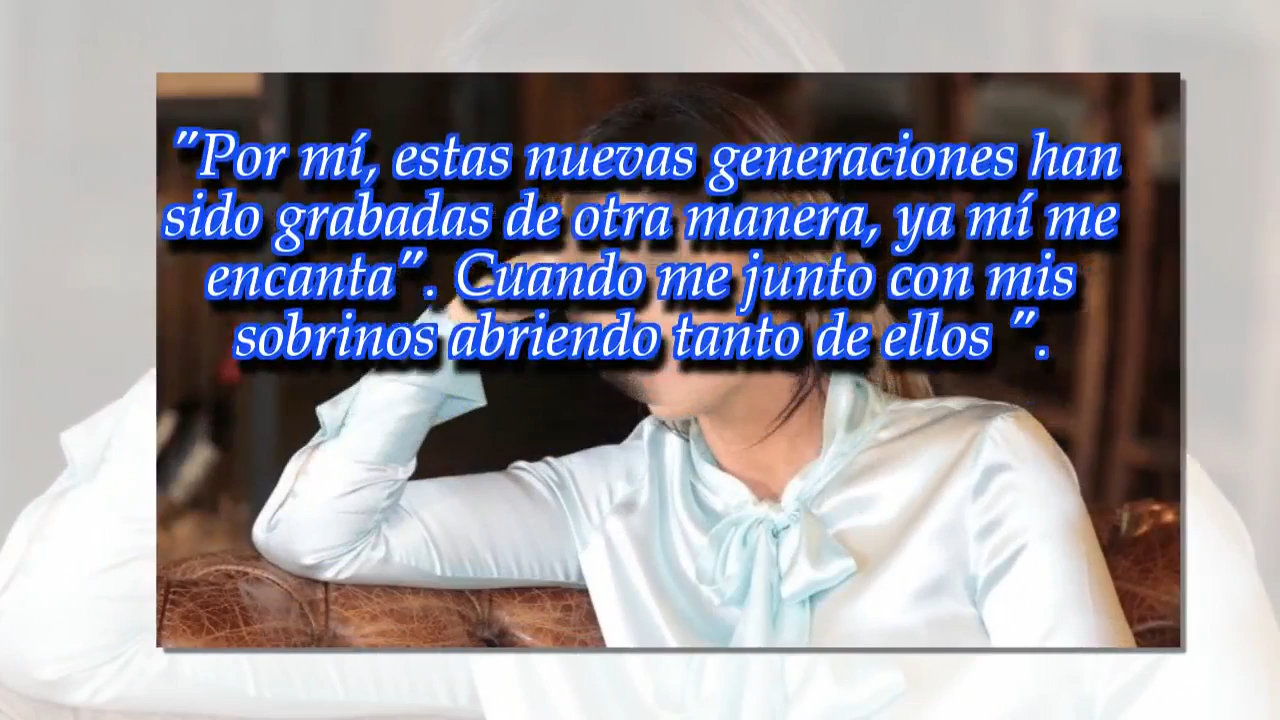 "Por mí, estas nuevas generaciones han
sido grabadas de otra manera, ya mí me
encanta". Cuando me junto con mis
sobrinos abriendo tanto de ellos ".